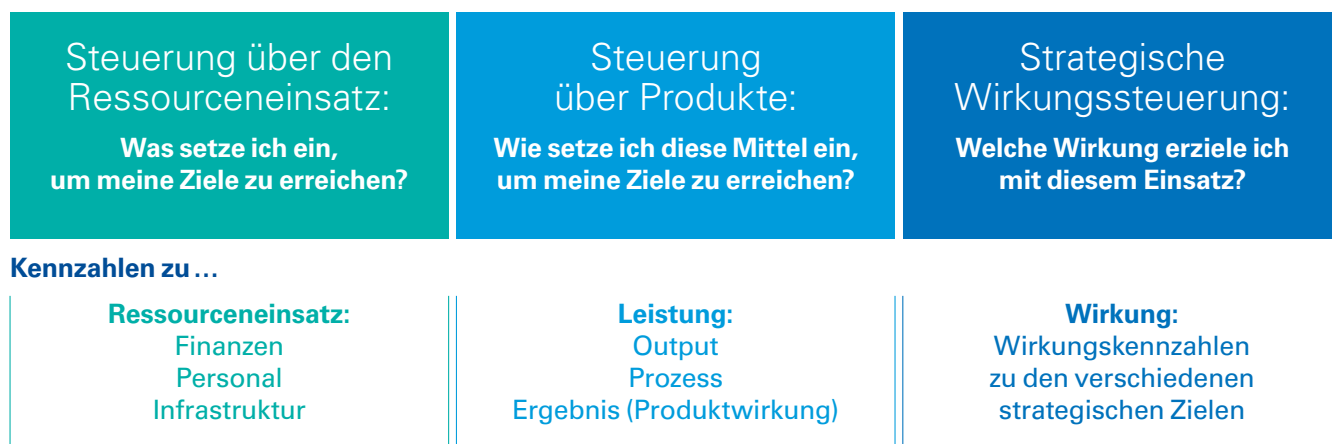 Steuerung über den
Ressourceneinsatz:
Was setze ich ein,
um meine Ziele zu erreichen?
Steuerung
über Produkte:
Wie setze ich diese Mittel ein,
um meine Ziele zu erreichen?
Strategische
Wirkungssteuerung:
Welche Wirkung erziele ich
mit diesem Einsatz?
Kennzahlen zu …
Ressourceneinsatz:
Finanzen
Personal
Infrastruktur
Leistung:
Output
Prozess
Ergebnis (Produktwirkung)
Wirkung:
Wirkungskennzahlen
zu den verschiedenen
strategischen Zielen